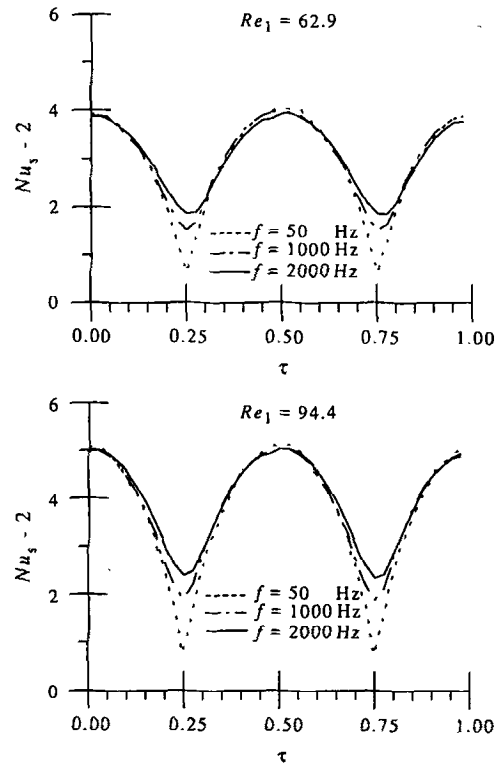 6
Re1 = 62.9
4
Nus - 2
2
f = 50 Hz
f = 1000 Hz
f = 2000 Hz
0
0.00 0.25 0.50 0.75 1.00
τ
6
Re1 = 94.4
4
Nus - 2
2
f = 50 Hz
f = 1000 Hz
f = 2000 Hz
0
0.00 0.25 0.50 0.75 1.00
τ